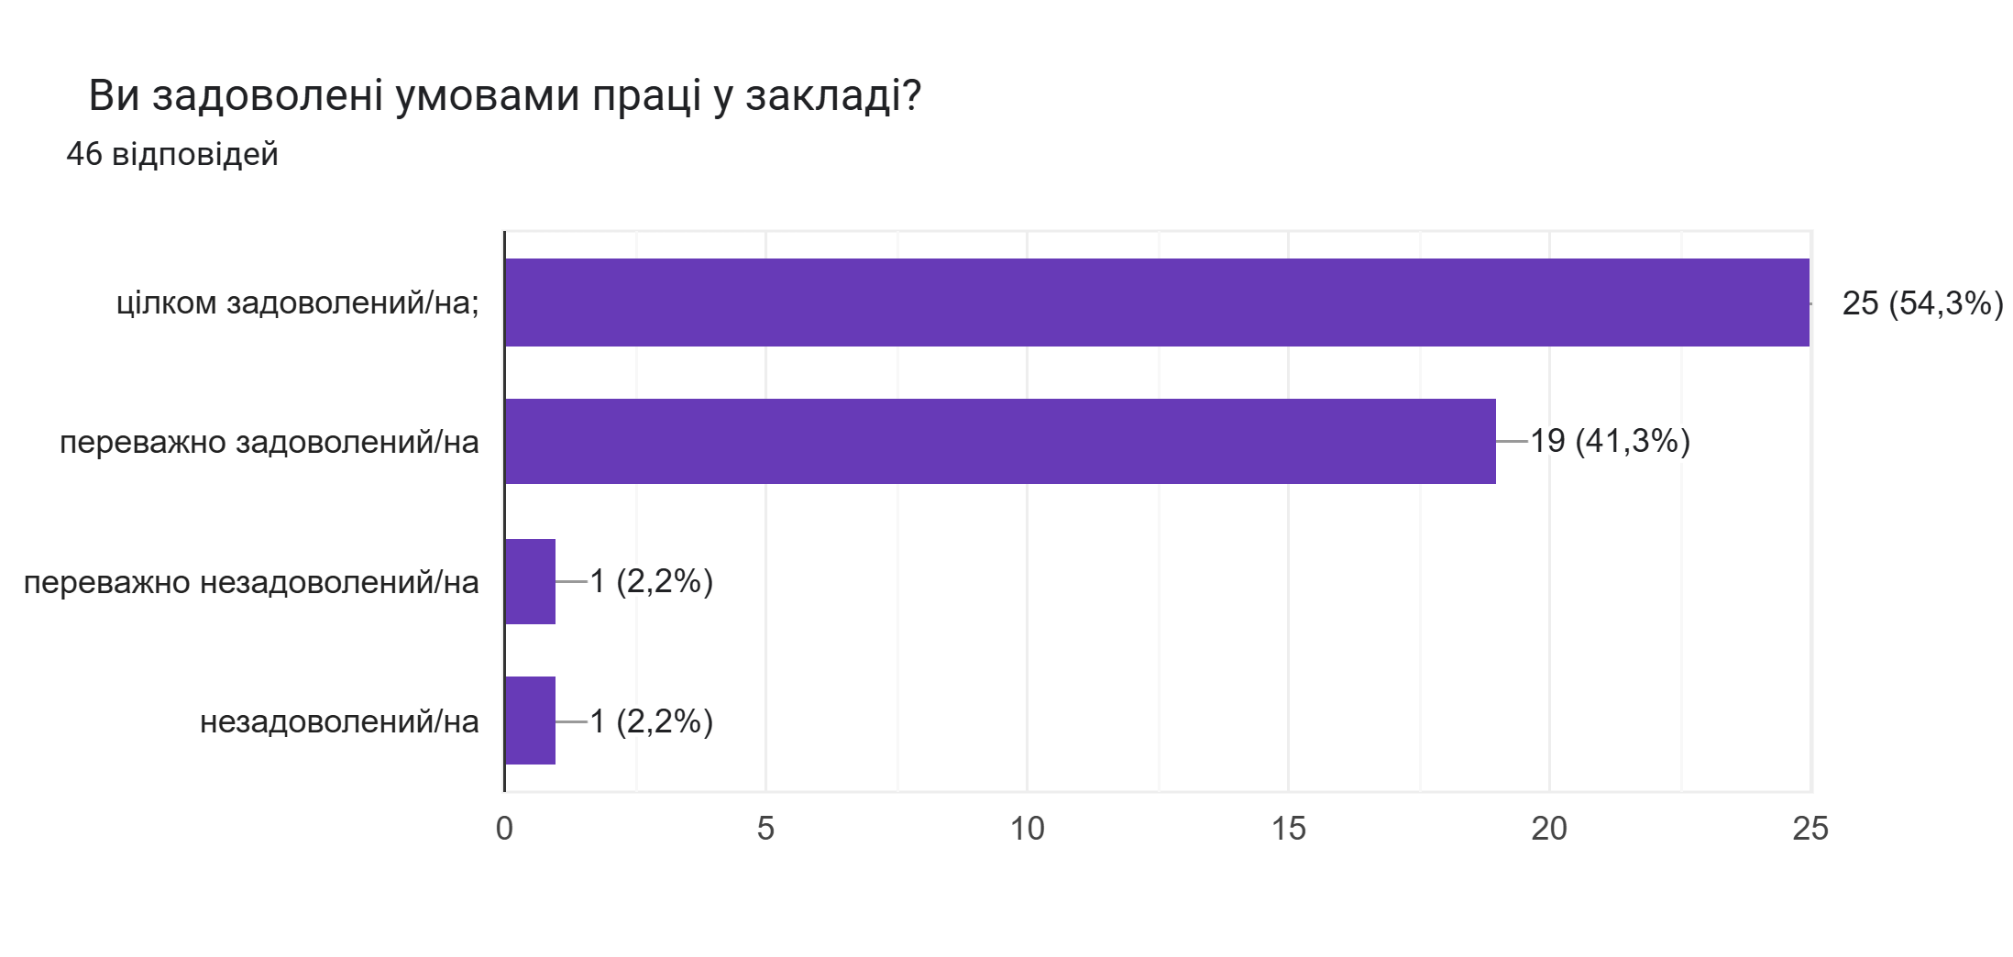 Ви задоволені умовами праці у закладі?
46 відповідей
цілком задоволений/на;
25 (54,3%)
переважно задоволений/на
19 (41,3%)
переважно незадоволений/на
1 (2,2%)
незадоволений/на
1 (2,2%)
0 5 10 15 20 25